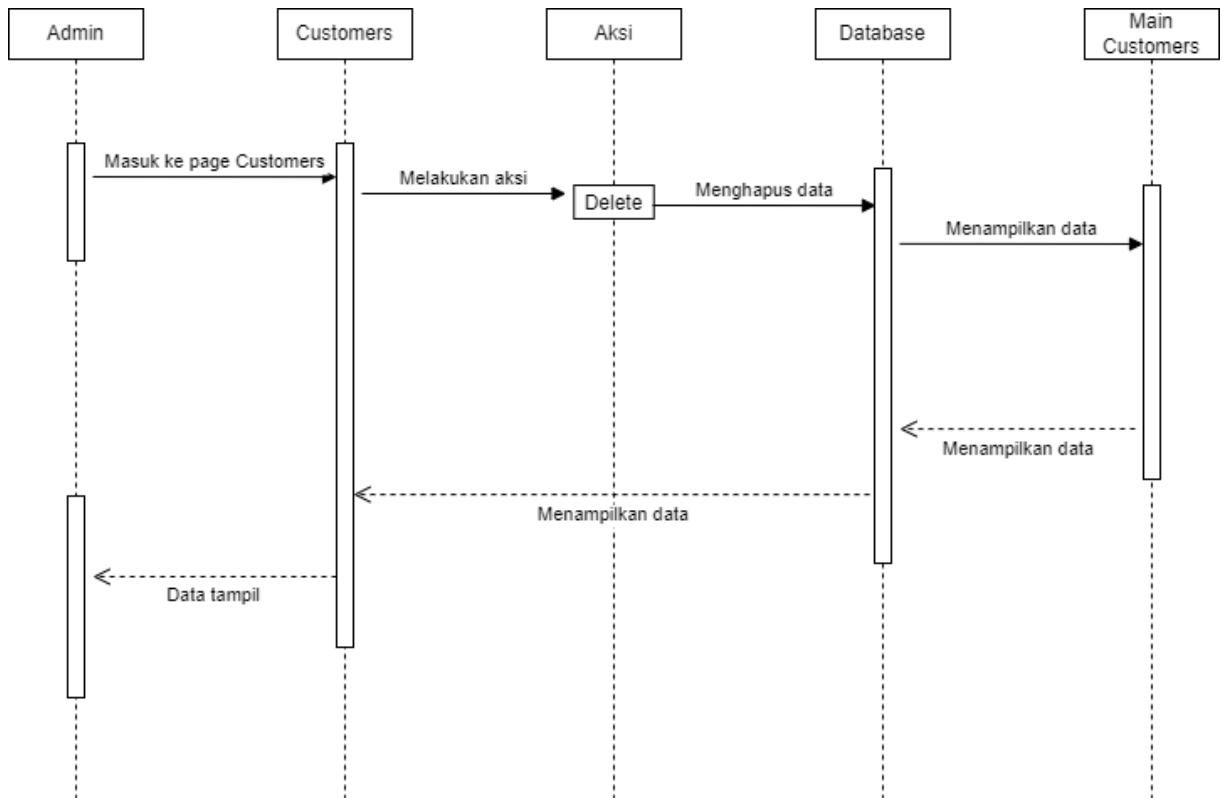 Admin
Customers
Aksi
Database
Main
Customers
Masuk ke page Customers
Melakukan aksi
Delete
Menghapus data
Menampilkan data
Menampilkan data
Menampilkan data
Data tampil